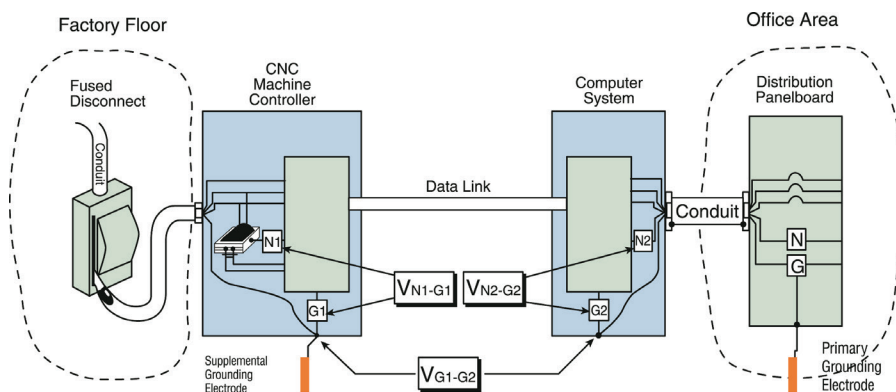 Factory Floor
Office Area
Fused
Disconnect
CNC
Machine
Controller
Computer
System
Distribution
Panelboard
Conduit
Data Link
Conduit
N1
N2
N
G
VN1-G1
VN2-G2
G1
G2
VG1-G2
Supplemental
Grounding
Electrode
Primary
Grounding
Electrode